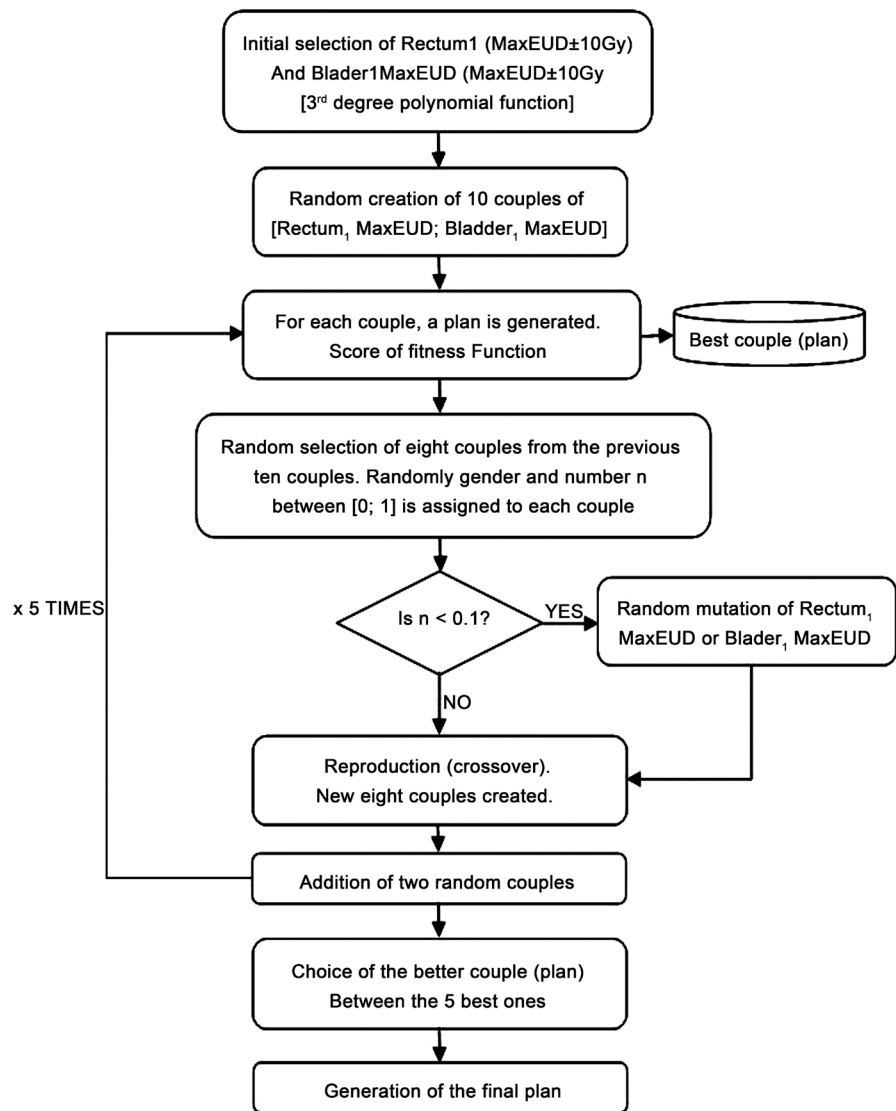 Initial selection of Rectum1 (MaxEUD±10Gy)
And Blader1MaxEUD (MaxEUD±10Gy
[3rd degree polynomial function]
Random creation of 10 couples of
[Rectum1 MaxEUD; Bladder1 MaxEUD]
For each couple, a plan is generated.
Score of fitness Function
Best couple (plan)
Random selection of eight couples from the previous
ten couples. Randomly gender and number n
between [0; 1] is assigned to each couple
x 5 TIMES
Is n < 0.1?
YES
Random mutation of Rectum1
MaxEUD or Blader1 MaxEUD
NO
Reproduction (crossover).
New eight couples created.
Addition of two random couples
Choice of the better couple (plan)
Between the 5 best ones
Generation of the final plan